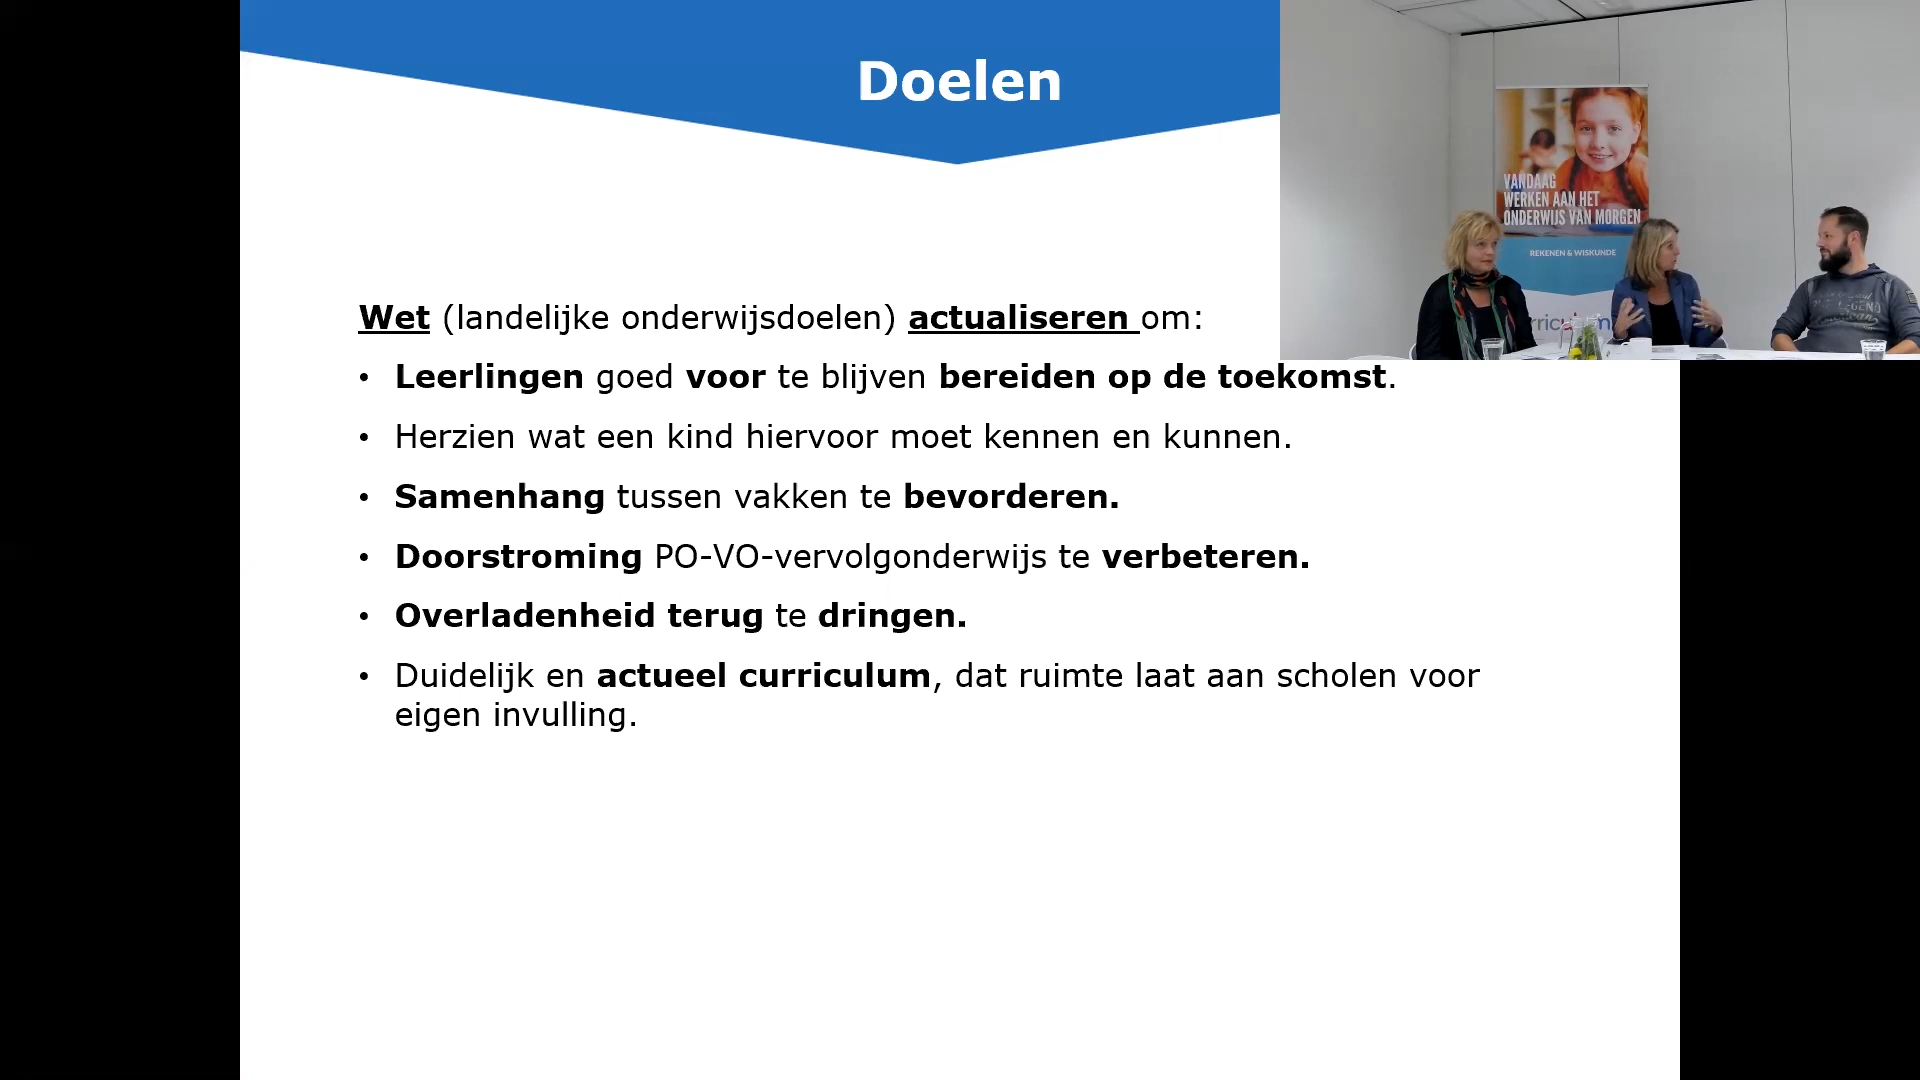 Doelen
Wet (landelijke onderwijsdoelen) actualiseren om:
• Leerlingen goed voor te blijven bereiden op de toekomst.
• Herzien wat een kind hiervoor moet kennen en kunnen.
• Samenhang tussen vakken te bevorderen.
• Doorstroming PO-VO-vervolgonderwijs te verbeteren.
• Overladenheid terug te dringen.
• Duidelijk en actueel curriculum, dat ruimte laat aan scholen voor
eigen invulling.
VANDAAG
WERKEN AAN HET
ONDERWIJS VAN MORGEN
REKENEN & WISKUNDE